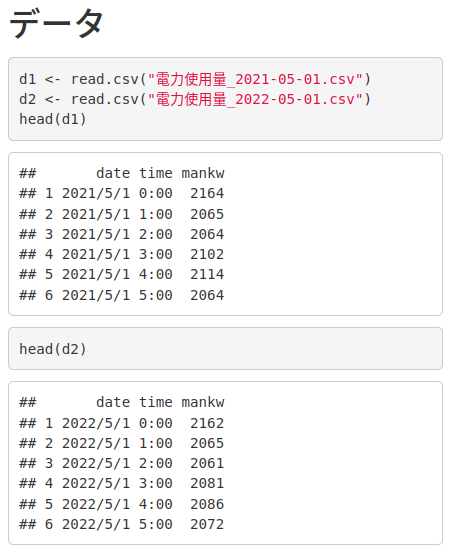 データ
d1 <- read.csv("電力使用量_2021-05-01.csv")
d2 <- read.csv("電力使用量_2022-05-01.csv")
head(d1)
##       date time mankw
## 1 2021/5/1 0:00  2164
## 2 2021/5/1 1:00  2065
## 3 2021/5/1 2:00  2064
## 4 2021/5/1 3:00  2102
## 5 2021/5/1 4:00  2114
## 6 2021/5/1 5:00  2064
head(d2)
##       date time mankw
## 1 2022/5/1 0:00  2162
## 2 2022/5/1 1:00  2065
## 3 2022/5/1 2:00  2061
## 4 2022/5/1 3:00  2081
## 5 2022/5/1 4:00  2086
## 6 2022/5/1 5:00  2072